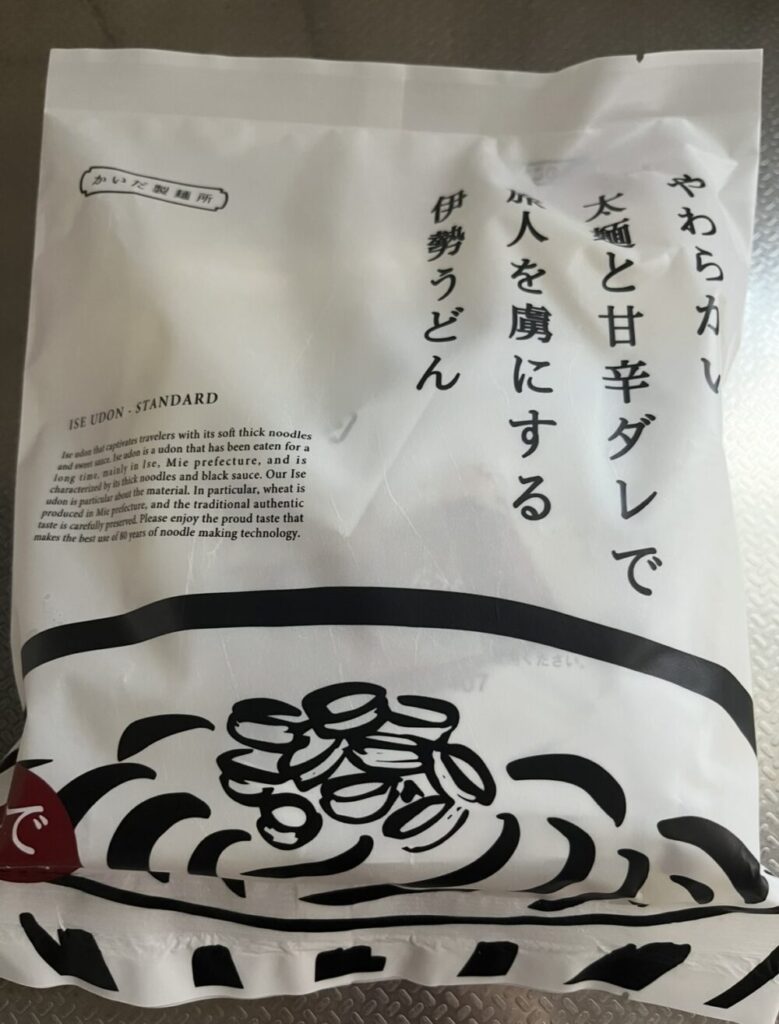 かいだ製麺所
やわらかい
太麺と甘辛ダレで
旅人を虜にする
伊勢うどん
ISE UDON - STANDARD
Ise udon that captivates travelers with its soft thick noodles
and sweet sauce. Ise udon is a udon that has been eaten for a
long time, mainly in Ise, Mie prefecture, and is
characterized by its thick noodles and black sauce. Our Ise
udon is particular about the material. In particular, wheat is
produced in Mie prefecture, and the traditional authentic
taste is carefully preserved. Please enjoy the proud taste that
makes the best use of 80 years of noodle making technology.
ください。
07
で